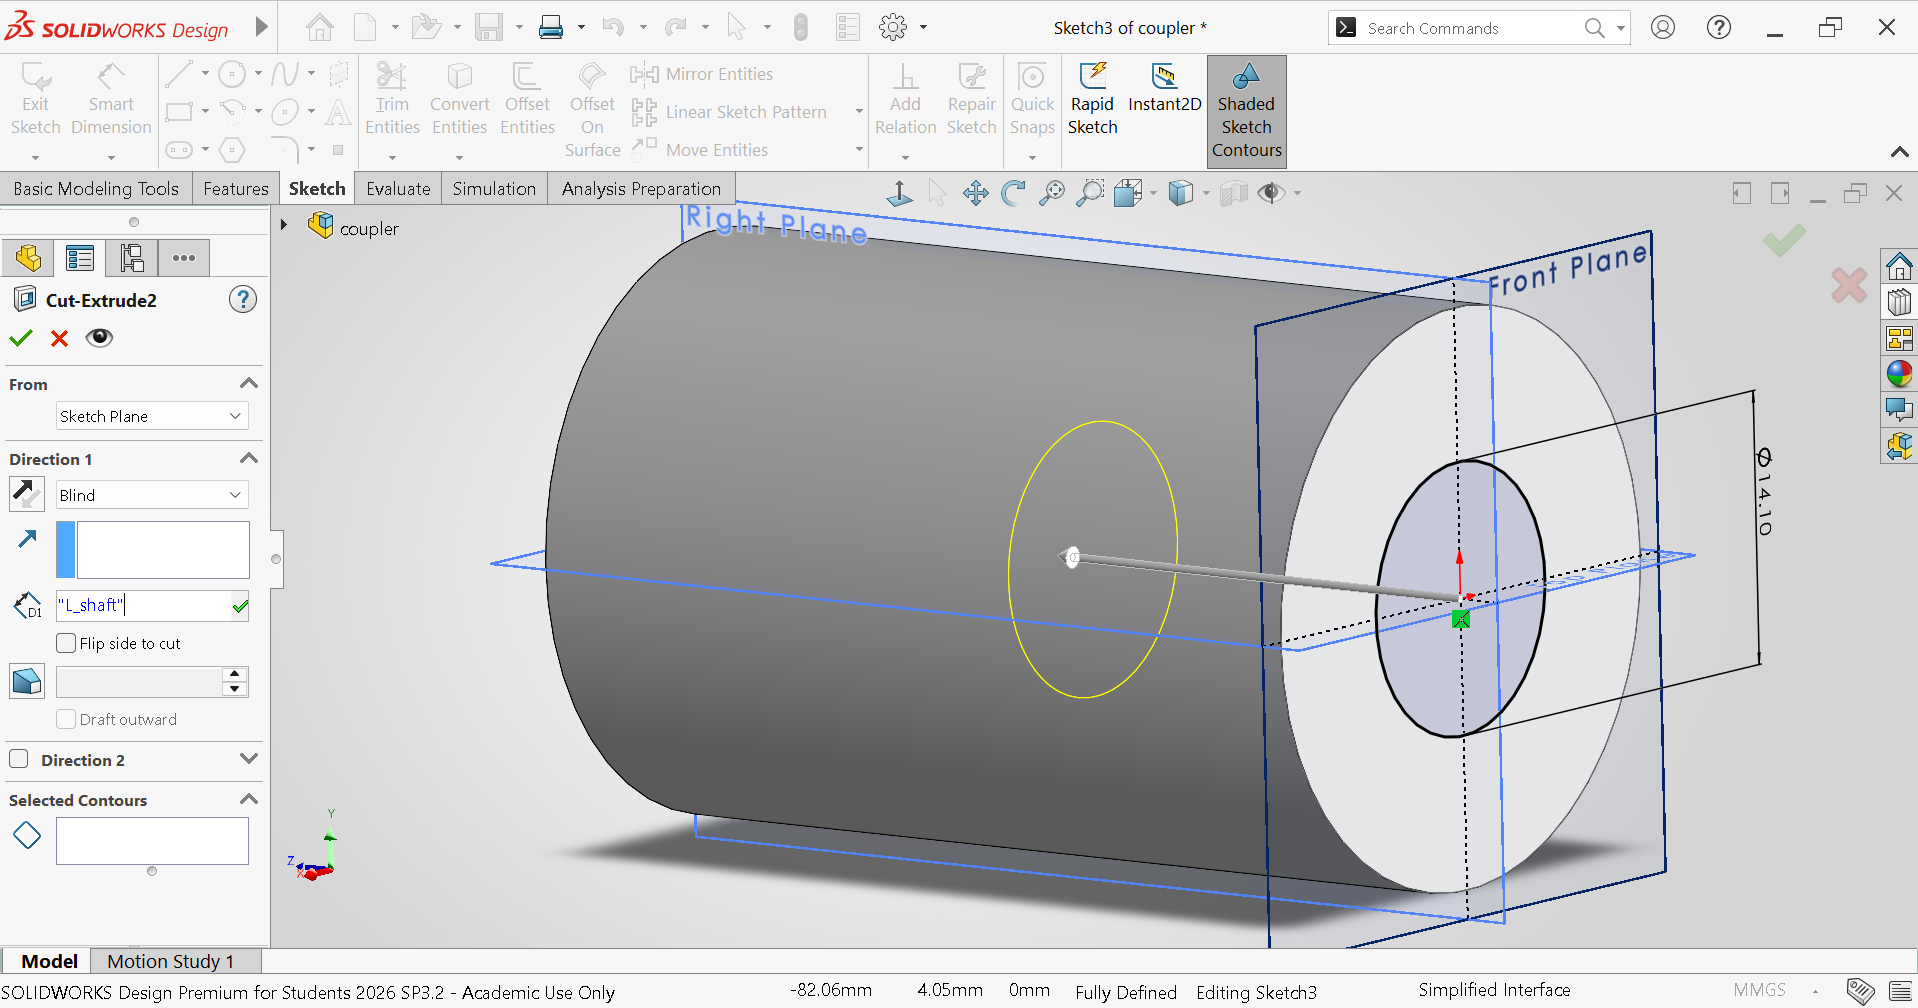 SOLIDWORKS Design
Sketch3 of coupler *
Search Commands
Exit Sketch
Smart Dimension
Trim Entities
Convert Entities
Offset Entities
Offset On Surface
Mirror Entities
Linear Sketch Pattern
Move Entities
Add Relation
Repair Sketch
Quick Snaps
Rapid Sketch
Instant2D
Shaded Sketch Contours
Basic Modeling Tools
Features
Sketch
Evaluate
Simulation
Analysis Preparation
coupler
Cut-Extrude2
From
Sketch Plane
Direction 1
Blind
D1
"L_shaft"
Flip side to cut
Draft outward
Direction 2
Selected Contours
Right Plane
Front Plane
Ø14.10
Y
Z
X
Model
Motion Study 1
SOLIDWORKS Design Premium for Students 2026 SP3.2 - Academic Use Only
-82.06mm
4.05mm
0mm
Fully Defined
Editing Sketch3
Simplified Interface
MMGS